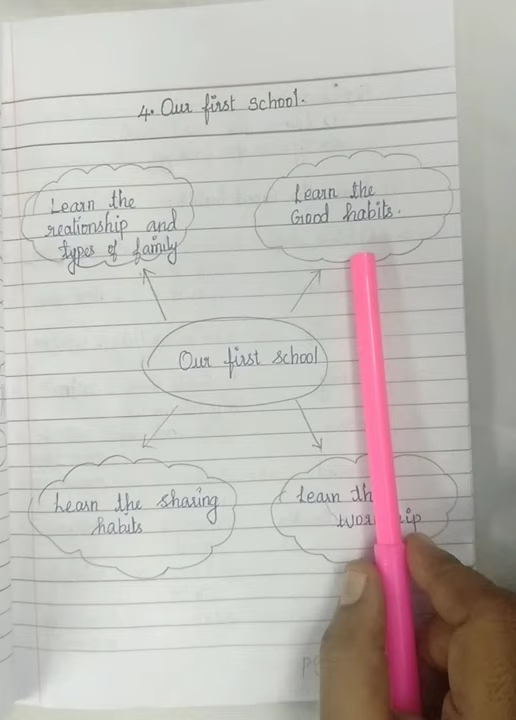 4. Our first school.
Learn the
reationship and
types of family
Learn the
Good habits.
Our first school
Learn the sharing
habits
Learn